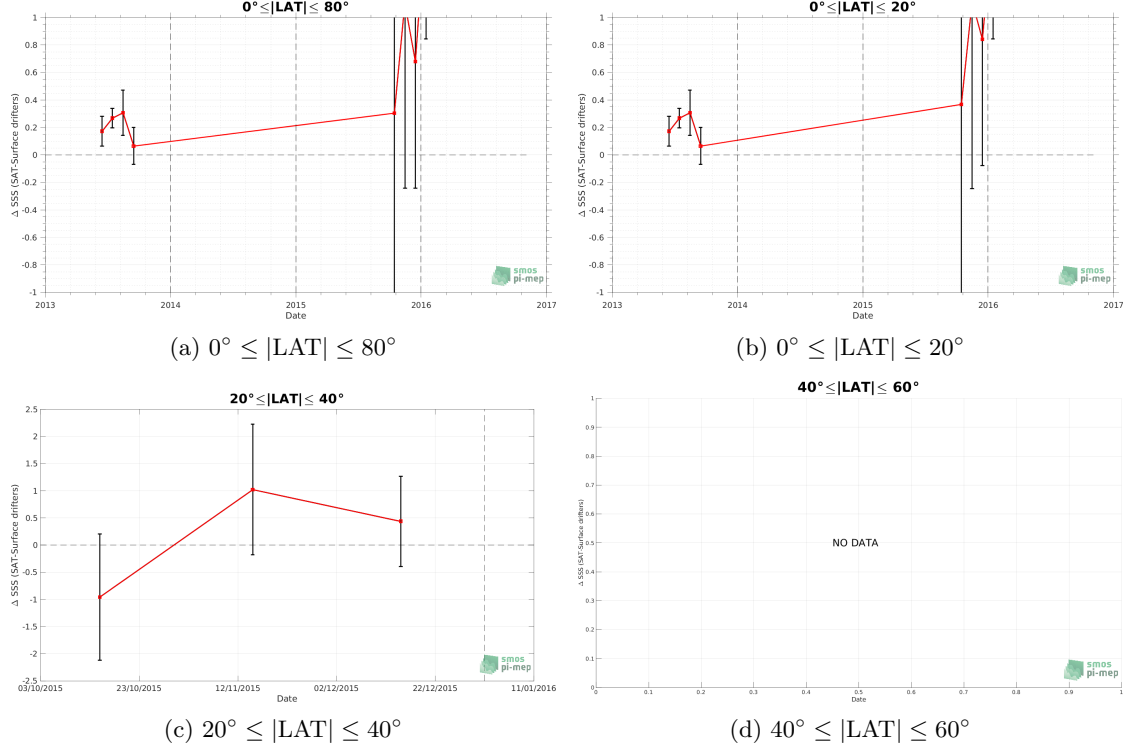 0°≤|LAT|≤ 80°
1
0.8
0.6
0.4
0.2
0
-0.2
-0.4
-0.6
-0.8
-1
Δ SSS (SAT-Surface drifters)
2013 2014 2015 2016 2017
Date
smos
pi-mep
(a) 0° ≤ |LAT| ≤ 80°
0°≤|LAT|≤ 20°
1
0.8
0.6
0.4
0.2
0
-0.2
-0.4
-0.6
-0.8
-1
Δ SSS (SAT-Surface drifters)
2013 2014 2015 2016 2017
Date
smos
pi-mep
(b) 0° ≤ |LAT| ≤ 20°
20°≤|LAT|≤ 40°
2.5
2
1.5
1
0.5
0
-0.5
-1
-1.5
-2
-2.5
Δ SSS (SAT-Surface drifters)
03/10/2015 23/10/2015 12/11/2015 02/12/2015 22/12/2015 11/01/2016
Date
smos
pi-mep
(c) 20° ≤ |LAT| ≤ 40°
40°≤|LAT|≤ 60°
1
0.9
0.8
0.7
0.6
0.5
0.4
0.3
0.2
0.1
0
Δ SSS (SAT-Surface drifters)
NO DATA
0 0.1 0.2 0.3 0.4 0.5 0.6 0.7 0.8 0.9 1
Date
smos
pi-mep
(d) 40° ≤ |LAT| ≤ 60°